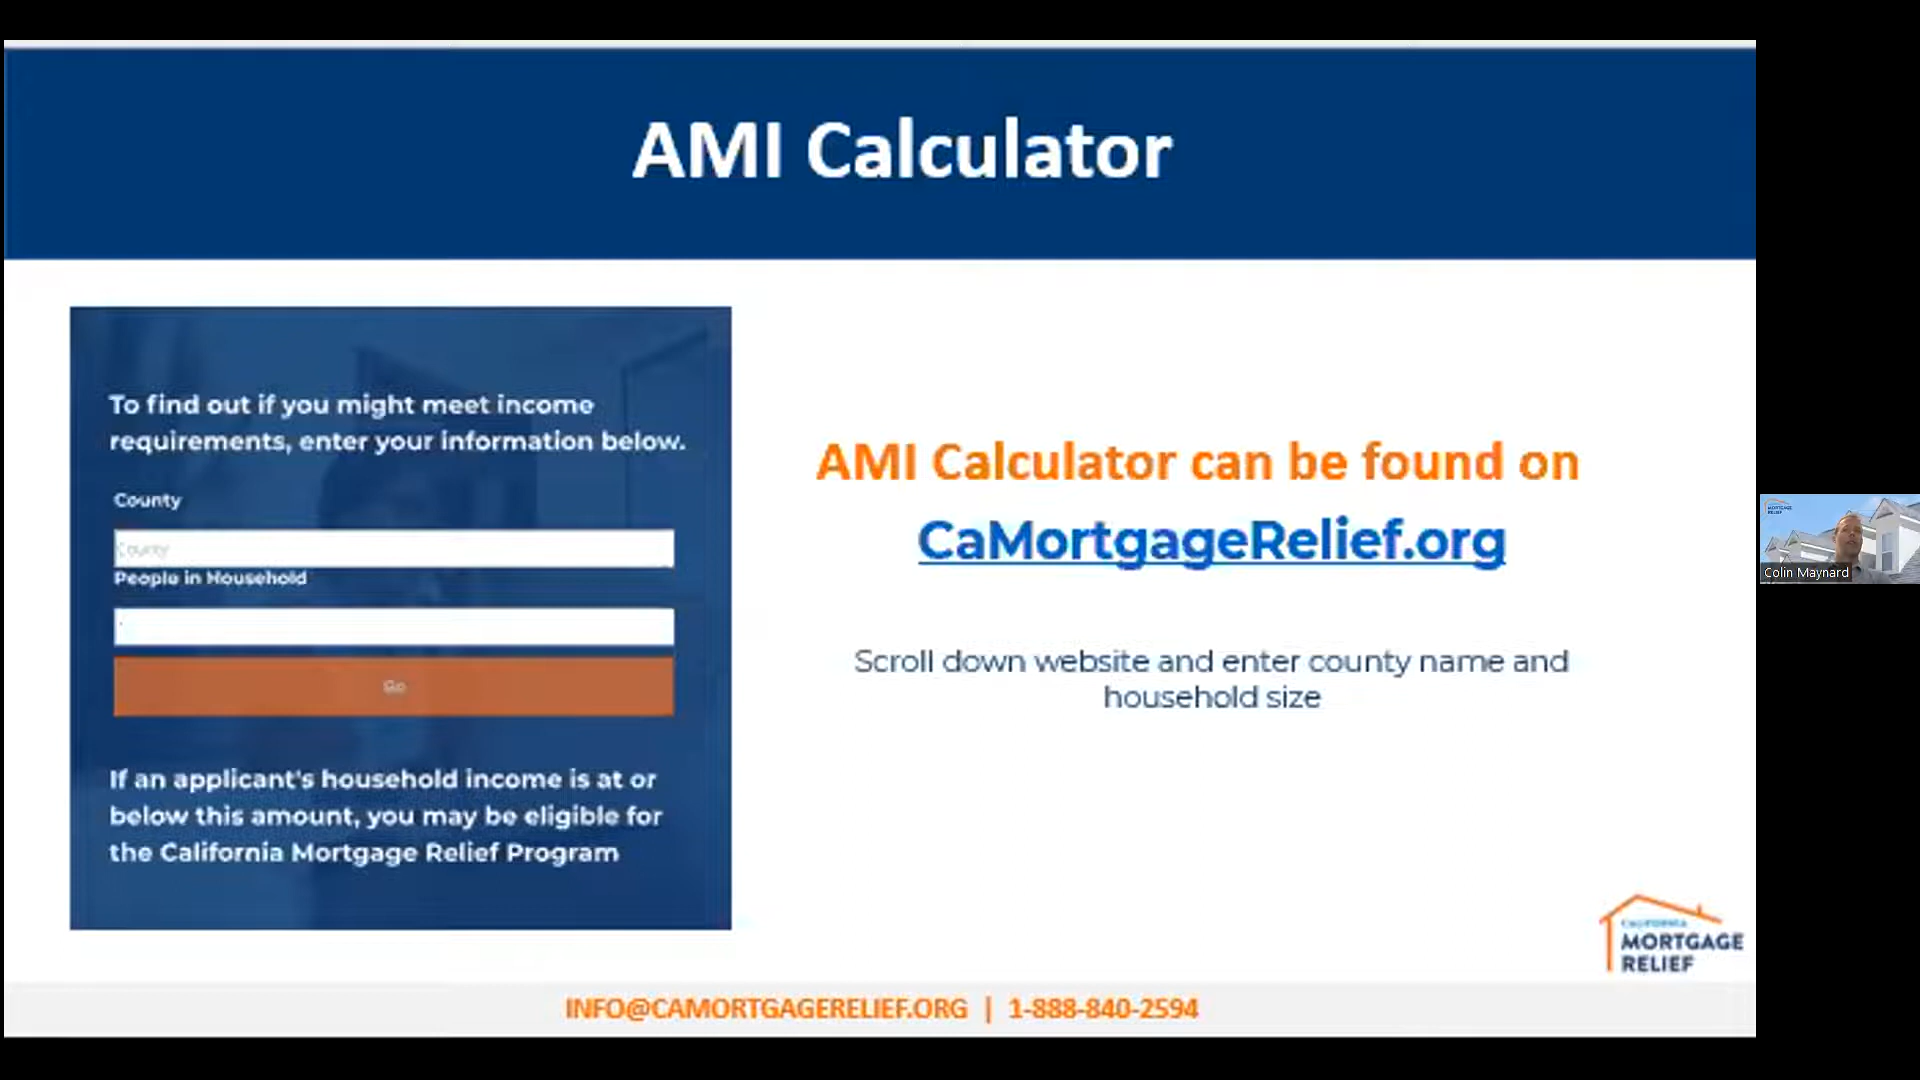 AMI Calculator
To find out if you might meet income
requirements, enter your information below.
County
County
People in Household
Go
If an applicant's household income is at or
below this amount, you may be eligible for
the California Mortgage Relief Program
AMI Calculator can be found on
CaMortgageRelief.org
Scroll down website and enter county name and
household size
CALIFORNIA
MORTGAGE
RELIEF
INFO@CAMORTGAGERELIEF.ORG | 1-888-840-2594
MORTGAGE
RELIEF
Colin Maynard